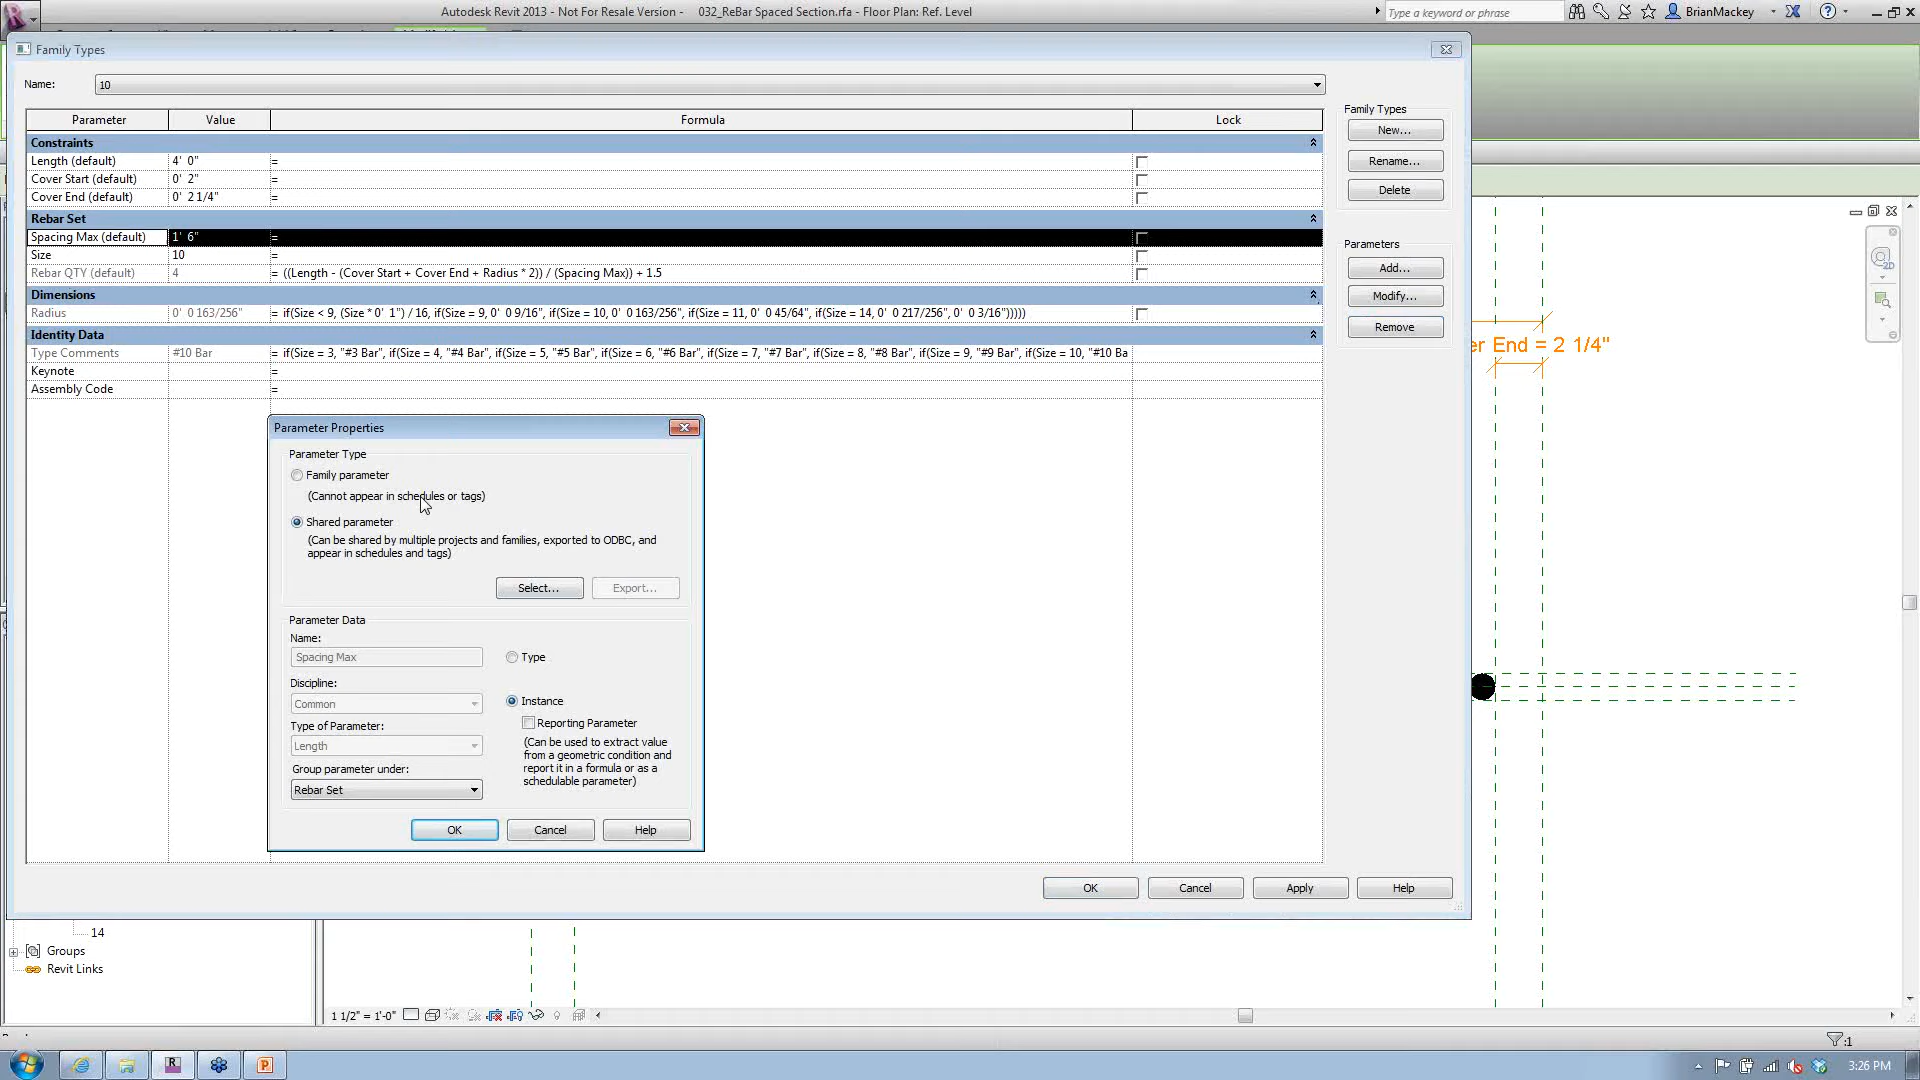 Autodesk Revit 2013 - Not For Resale Version - 032_ReBar Spaced Section.rfa - Floor Plan: Ref. Level
Type a keyword or phrase
BrianMackey
Family Types
Name:
10
Parameter Value Formula Lock
Constraints
Length (default) 4' 0" =
Cover Start (default) 0' 2" =
Cover End (default) 0' 2 1/4" =
Rebar Set
Spacing Max (default) 1' 6" =
Size 10 =
Rebar QTY (default) 4 = ((Length - (Cover Start + Cover End + Radius * 2)) / (Spacing Max)) + 1.5
Dimensions
Radius 0' 0 163/256" = if(Size < 9, (Size * 0' 1") / 16, if(Size = 9, 0' 0 9/16", if(Size = 10, 0' 0 163/256", if(Size = 11, 0' 0 45/64", if(Size = 14, 0' 0 217/256", 0' 0 3/16")))))
Identity Data
Type Comments #10 Bar = if(Size = 3, "#3 Bar", if(Size = 4, "#4 Bar", if(Size = 5, "#5 Bar", if(Size = 6, "#6 Bar", if(Size = 7, "#7 Bar", if(Size = 8, "#8 Bar", if(Size = 9, "#9 Bar", if(Size = 10, "#10 Ba
Keynote =
Assembly Code =
Family Types
New...
Rename...
Delete
Parameters
Add...
Modify...
Remove
er End = 2 1/4"
Parameter Properties
Parameter Type
Family parameter
(Cannot appear in schedules or tags)
Shared parameter
(Can be shared by multiple projects and families, exported to ODBC, and
appear in schedules and tags)
Select...
Export...
Parameter Data
Name:
Spacing Max
Type
Discipline:
Common
Instance
Type of Parameter:
Reporting Parameter
Length
(Can be used to extract value
from a geometric condition and
report it in a formula or as a
schedulable parameter)
Group parameter under:
Rebar Set
OK Cancel Help
OK Cancel Apply Help
14
Groups
Revit Links
1 1/2" = 1'-0"
:1
3:26 PM